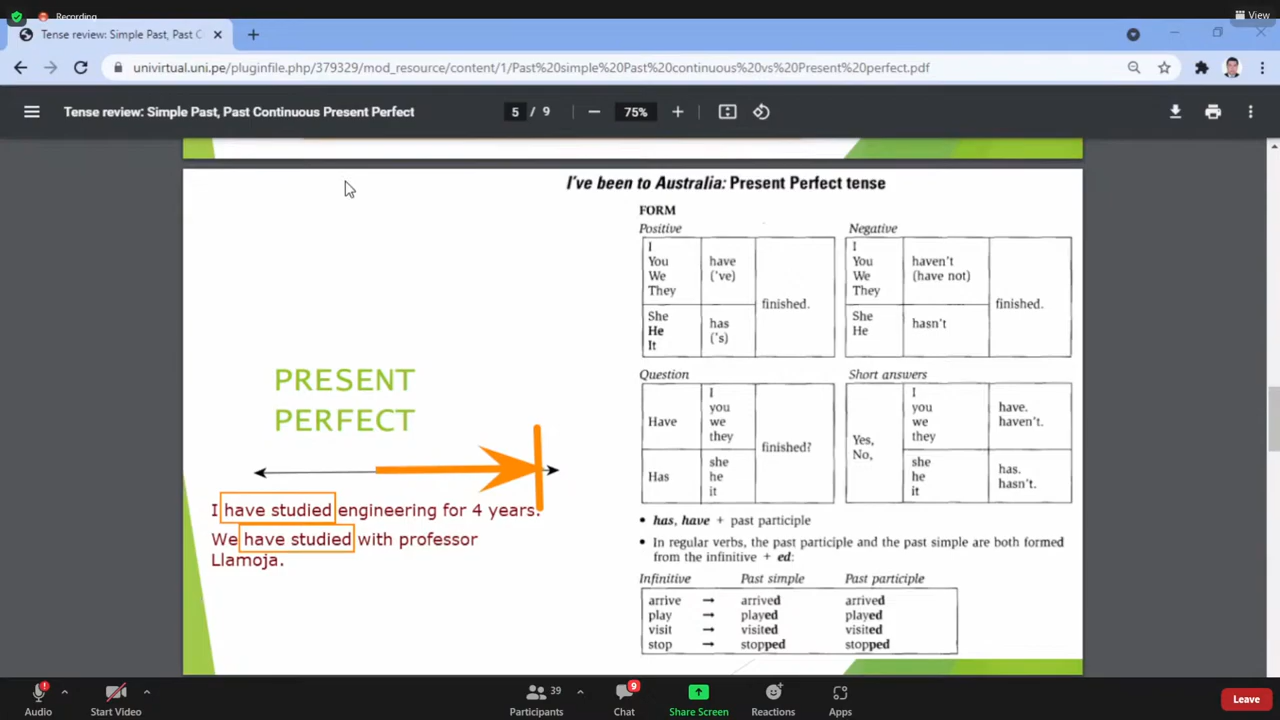 Recording
View
Tense review: Simple Past, Past C
univirtual.uni.pe/pluginfile.php/379329/mod_resource/content/1/Past%20simple%20Past%20continuous%20vs%20Present%20perfect.pdf
Tense review: Simple Past, Past Continuous Present Perfect
5 / 9
75%
I've been to Australia: Present Perfect tense
FORM
Positive
I
You
We
They
have
('ve)
She
He
It
has
('s)
finished.
Negative
I
You
We
They
haven't
(have not)
She
He
hasn't
finished.
Question
Have
I
you
we
they
Has
she
he
it
finished?
Short answers
Yes,
No,
I
you
we
they
have.
haven't.
she
he
it
has.
hasn't.
PRESENT
PERFECT
I have studied engineering for 4 years.
We have studied with professor
Llamoja.
• has, have + past participle
• In regular verbs, the past participle and the past simple are both formed
from the infinitive + ed:
Infinitive Past simple Past participle
arrive → arrived arrived
play → played played
visit → visited visited
stop → stopped stopped
Audio
Start Video
39
Participants
9
Chat
Share Screen
Reactions
Apps
Leave